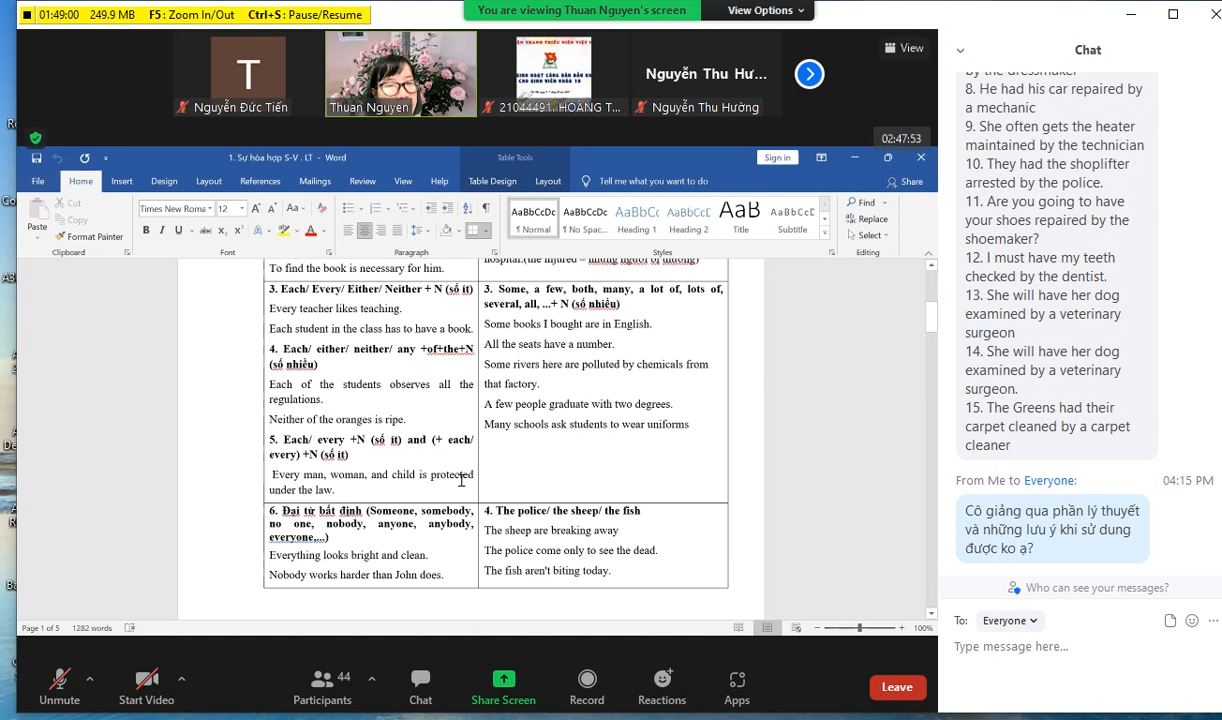 01:49:00 249.9 MB F5: Zoom In/Out Ctrl+S : Pause/Resume
You are viewing Thuan Nguyen's screen
View Options
T
Nguyễn Đức Tiến
Thuan Nguyen
21044491. HOÀNG T...
Nguyễn Thu Hư...
Nguyễn Thu Hường
View
02:47:53
1. Sự hòa hợp S-V . LT - Word
Table Tools
Sign in
File Home Insert Design Layout References Mailings Review View Help Table Design Layout Tell me what you want to do Share
Paste
Cut
Copy
Format Painter
Clipboard
Times New Roma 12
Font
Paragraph
AaBbCcDc AaBbCcDc AaBbCc AaBbCcD AaB AaBbCcD
¶ Normal ¶ No Spac... Heading 1 Heading 2 Title Subtitle
Styles
Find
Replace
Select
Editing
To find the book is necessary for him.
3. Each/ Every/ Either/ Neither + N (số ít)
Every teacher likes teaching.
Each student in the class has to have a book.
4. Each/ either/ neither/ any +of+the+N
(số nhiều)
Each of the students observes all the
regulations.
Neither of the oranges is ripe.
5. Each/ every +N (số ít) and (+ each/
every) +N (số ít)
Every man, woman, and child is protected
under the law.
6. Đại từ bất định (Someone, somebody,
no one, nobody, anyone, anybody,
everyone,...)
Everything looks bright and clean.
Nobody works harder than John does.
hospital.(the injured – những người bị thương)
3. Some, a few, both, many, a lot of, lots of,
several, all, ...+ N (số nhiều)
Some books I bought are in English.
All the seats have a number.
Some rivers here are polluted by chemicals from
that factory.
A few people graduate with two degrees.
Many schools ask students to wear uniforms
4. The police/ the sheep/ the fish
The sheep are breaking away
The police come only to see the dead.
The fish aren't biting today.
Page 1 of 5 1282 words
100%
Unmute
Start Video
Participants
44
Chat
Share Screen
Record
Reactions
Apps
Leave
Chat
by the dressmaker
8. He had his car repaired by
a mechanic
9. She often gets the heater
maintained by the technician
10. They had the shoplifter
arrested by the police.
11. Are you going to have
your shoes repaired by the
shoemaker?
12. I must have my teeth
checked by the dentist.
13. She will have her dog
examined by a veterinary
surgeon
14. She will have her dog
examined by a veterinary
surgeon.
15. The Greens had their
carpet cleaned by a carpet
cleaner
From Me to Everyone: 04:15 PM
Cô giảng qua phần lý thuyết
và những lưu ý khi sử dung
được ko ạ?
Who can see your messages?
To: Everyone
Type message here...